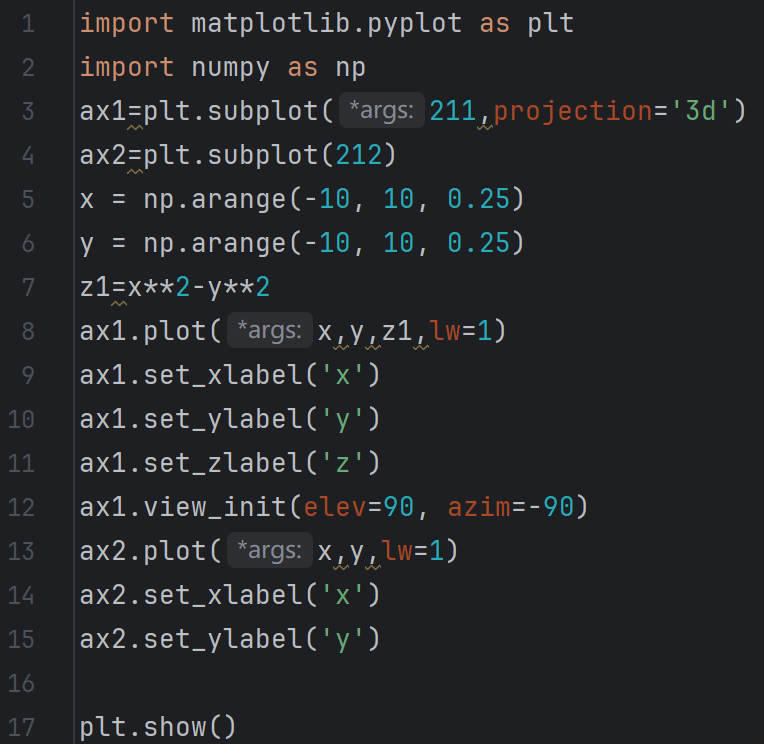 1 import matplotlib.pyplot as plt
2 import numpy as np
3 ax1=plt.subplot( *args: 211,projection='3d')
4 ax2=plt.subplot(212)
5 x = np.arange(-10, 10, 0.25)
6 y = np.arange(-10, 10, 0.25)
7 z1=x**2-y**2
8 ax1.plot( *args: x,y,z1,lw=1)
9 ax1.set_xlabel('x')
10 ax1.set_ylabel('y')
11 ax1.set_zlabel('z')
12 ax1.view_init(elev=90, azim=-90)
13 ax2.plot( *args: x,y,lw=1)
14 ax2.set_xlabel('x')
15 ax2.set_ylabel('y')
16
17 plt.show()